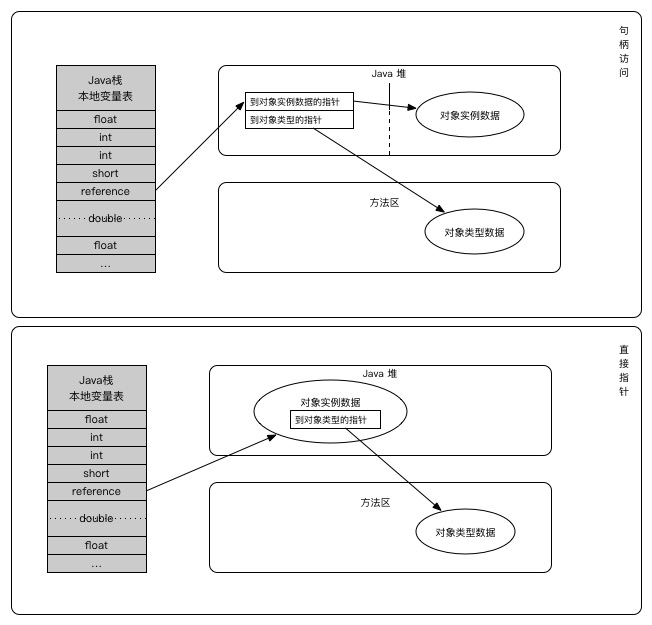 句
柄
访
问
Java栈
本地变量表
float
int
int
short
reference
double
float
...
Java 堆
到对象实例数据的指针
到对象类型的指针
对象实例数据
方法区
对象类型数据
直
接
指
针
Java栈
本地变量表
float
int
int
short
reference
double
float
...
Java 堆
对象实例数据
到对象类型的指针
方法区
对象类型数据